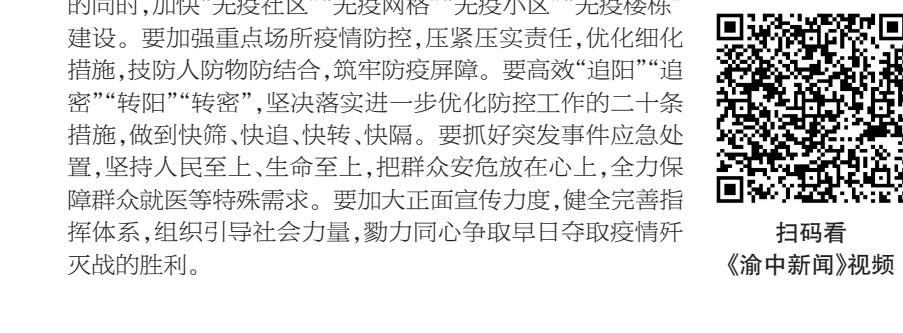 的同时,加快“无疫社区”“无疫网格”“无疫小区”“无疫楼栋”
建设。要加强重点场所疫情防控,压紧压实责任,优化细化
措施,技防人防物防结合,筑牢防疫屏障。要高效“追阳”“追
密”“转阳”“转密”,坚决落实进一步优化防控工作的二十条
措施,做到快筛、快追、快转、快隔。要抓好突发事件应急处
置,坚持人民至上、生命至上,把群众安危放在心上,全力保
障群众就医等特殊需求。要加大正面宣传力度,健全完善指
挥体系,组织引导社会力量,勠力同心争取早日夺取疫情歼
灭战的胜利。
扫码看
《渝中新闻》视频